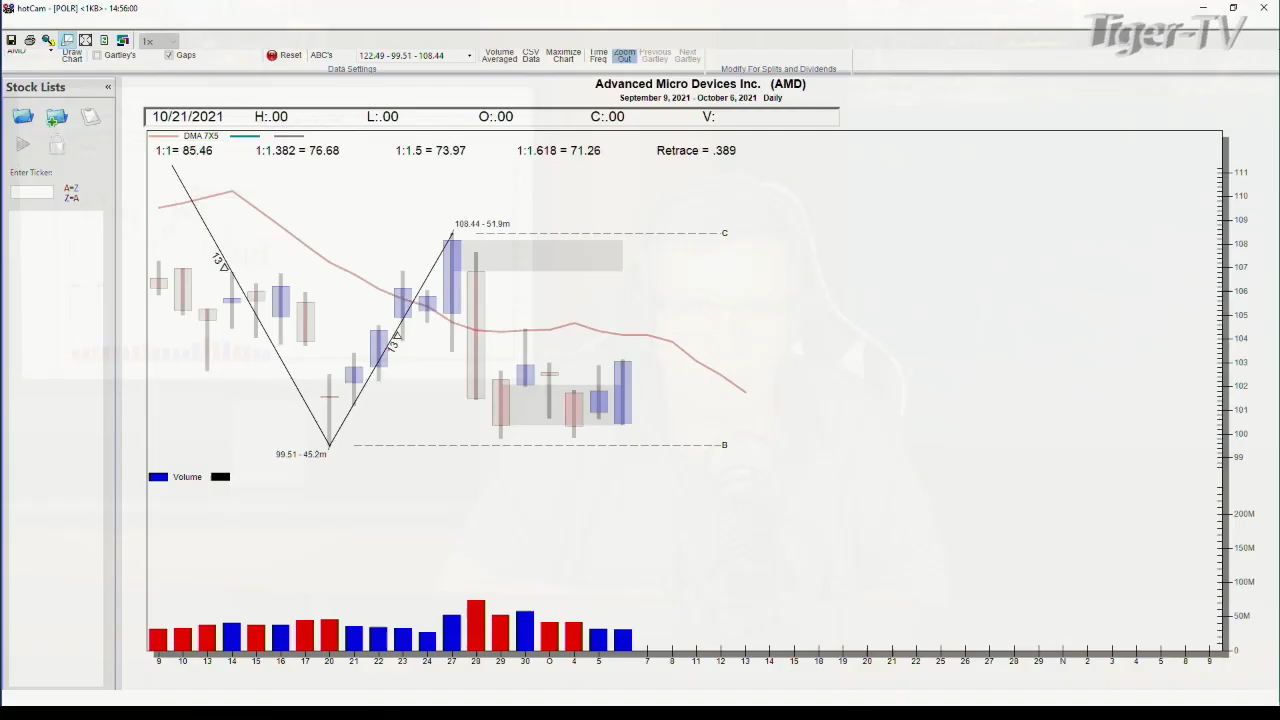 hotCam - [POLR] <1KB> - 14:56:00
Tiger-TV
1x
AMD
Draw Chart
Gartley's
Gaps
Reset
ABC's
122.49 - 99.51 - 108.44
Volume Averaged
CSV Data
Maximize Chart
Time Freq
Zoom Out
Previous Gartley
Next Gartley
Data Settings
Modify For Splits and Dividends
Stock Lists «
Enter Ticker:
A=Z
Z=A
Advanced Micro Devices Inc. (AMD)
September 9, 2021 - October 6, 2021 Daily
10/21/2021 H:.00 L:.00 O:.00 C:.00 V:
DMA 7X5
1:1= 85.46 1:1.382 = 76.68 1:1.5 = 73.97 1:1.618 = 71.26 Retrace = .389
108.44 - 51.9m
C
13
13
B
99.51 - 45.2m
Volume
111
110
109
108
107
106
105
104
103
102
101
100
99
200M
150M
100M
50M
0
9 10 13 14 15 16 17 20 21 22 23 24 27 28 29 30 O 4 5 7 8 11 12 13 14 15 18 19 20 21 22 25 26 27 28 29 N 2 3 4 5 8 9